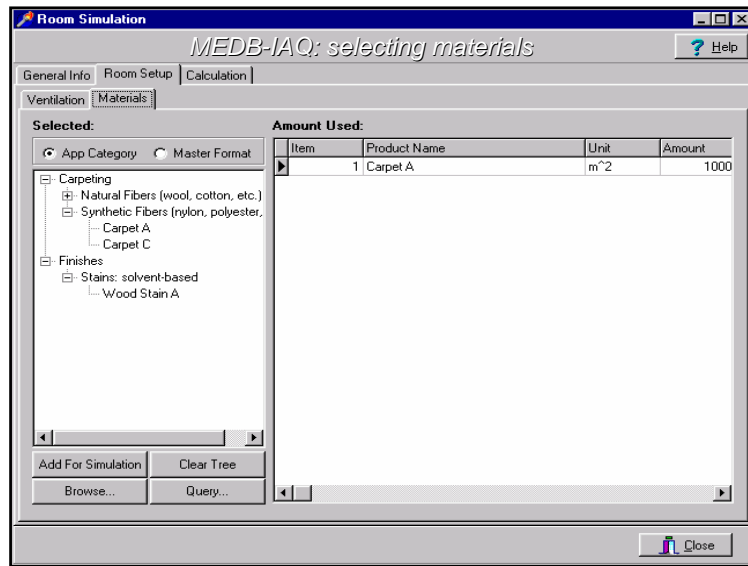 Room Simulation
MEDB-IAQ: selecting materials
? Help
General Info Room Setup Calculation
Ventilation Materials
Selected:
App Category Master Format
Carpeting
Natural Fibers (wool, cotton, etc.)
Synthetic Fibers (nylon, polyester,
Carpet A
Carpet C
Finishes
Stains: solvent-based
Wood Stain A
Add For Simulation Clear Tree
Browse... Query...
Amount Used:
Item Product Name Unit Amount
1 Carpet A m^2 1000
Close